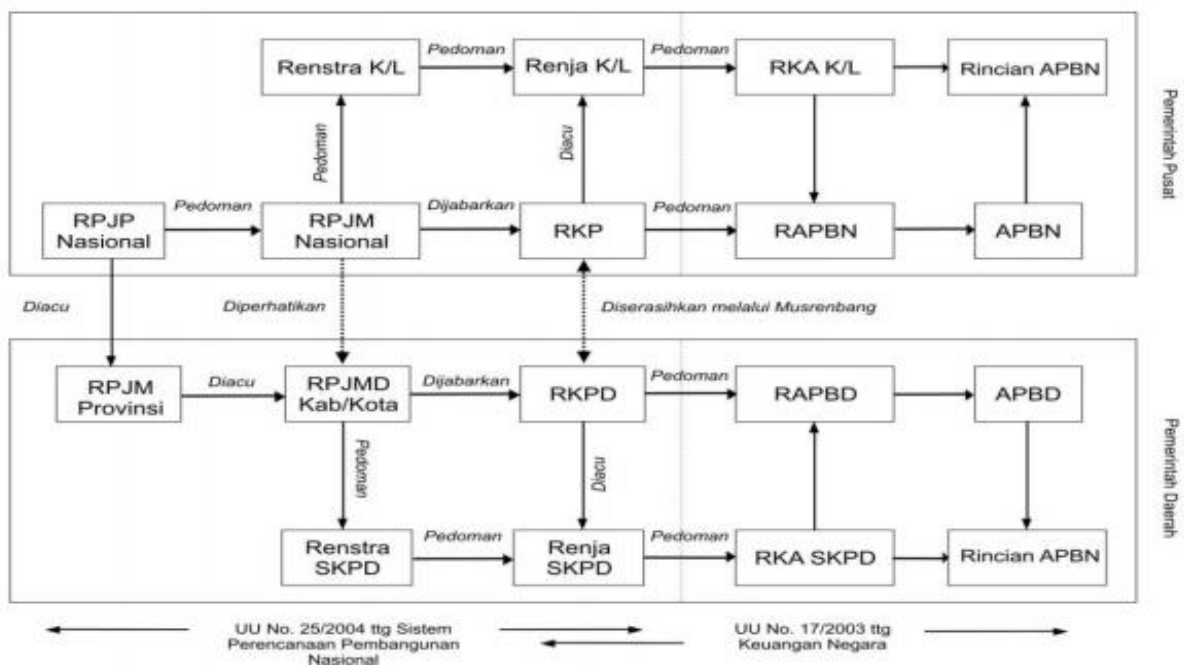 Pedoman
Pedoman
Renstra K/L
Renja K/L
RKA K/L
Rincian APBN
Pedoman
Diacu
RPJP
Nasional
Pedoman
RPJM
Nasional
Dijabarkan
RKP
Pedoman
RAPBN
APBN
Pemerintah Pusat
Diacu
Diperhatikan
Diserasihkan melalui Musrenbang
RPJM
Provinsi
Diacu
RPJMD
Kab/Kota
Dijabarkan
RKPD
Pedoman
RAPBD
APBD
Pedoman
Diacu
Renstra
SKPD
Pedoman
Renja
SKPD
Pedoman
RKA SKPD
Rincian APBN
Pemerintah Daerah
UU No. 25/2004 ttg Sistem
Perencanaan Pembangunan
Nasional
UU No. 17/2003 ttg
Keuangan Negara